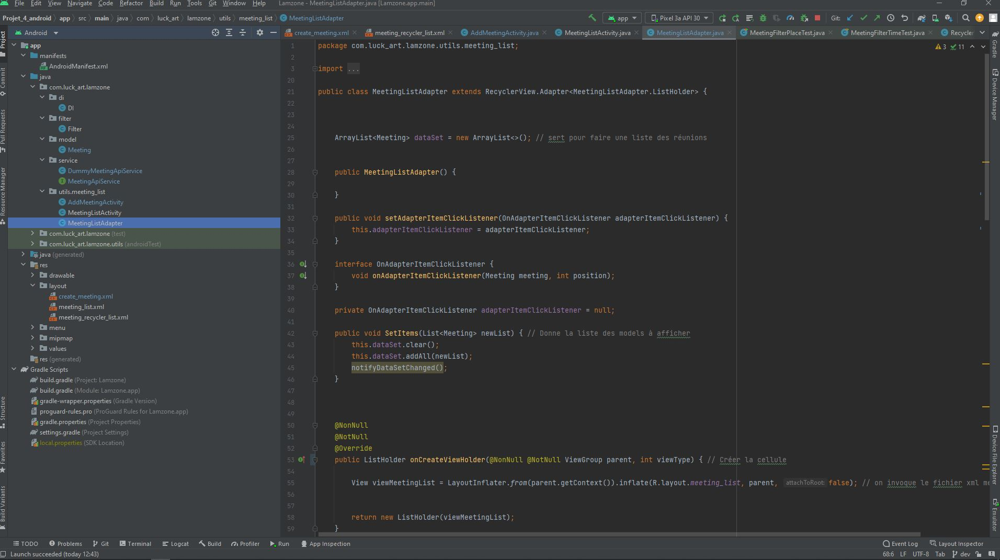 File Edit View Navigate Code Refactor Build Run Tools Git Window Help Lamzone - MeetingListAdapter.java [Lamzone.app.main]
Projet_4_android app src main java com luck_art lamzone utils meeting_list MeetingListAdapter app Pixel 3a API 30 Git:
Android
create_meeting.xml meeting_recycler_list.xml AddMeetingActivity.java MeetingListActivity.java MeetingListAdapter.java MeetingFilterPlaceTest.java MeetingFilterTimeTest.java Recycler
Project
Commit
Pull Requests
Resource Manager
Structure
Favorites
Build Variants
app
manifests
AndroidManifest.xml
java
com.luck_art.lamzone
di
DI
filter
Filter
model
Meeting
service
DummyMeetingApiService
MeetingApiService
utils.meeting_list
AddMeetingActivity
MeetingListActivity
MeetingListAdapter
com.luck_art.lamzone (test)
com.luck_art.lamzone.utils (androidTest)
java (generated)
res
drawable
layout
create_meeting.xml
meeting_list.xml
meeting_recycler_list.xml
menu
mipmap
values
res (generated)
Gradle Scripts
build.gradle (Project: Lamzone)
build.gradle (Module: Lamzone.app)
gradle-wrapper.properties (Gradle Version)
proguard-rules.pro (ProGuard Rules for Lamzone.app)
gradle.properties (Project Properties)
settings.gradle (Project Settings)
local.properties (SDK Location)
3 11
1 package com.luck_art.lamzone.utils.meeting_list;
2
3 import ...
20
21 public class MeetingListAdapter extends RecyclerView.Adapter<MeetingListAdapter.ListHolder> {
22
23
24
25 ArrayList<Meeting> dataSet = new ArrayList<>(); // sert pour faire une liste des réunions
26
27
28 public MeetingListAdapter() {
29
30 }
31
32 public void setAdapterItemClickListener(OnAdapterItemClickListener adapterItemClickListener) {
33 this.adapterItemClickListener = adapterItemClickListener;
34 }
35
36 interface OnAdapterItemClickListener {
37 void onAdapterItemClickListener(Meeting meeting, int position);
38 }
39
40 private OnAdapterItemClickListener adapterItemClickListener = null;
41
42 public void SetItems(List<Meeting> newList) { // Donne la liste des models à afficher
43 this.dataSet.clear();
44 this.dataSet.addAll(newList);
45 notifyDataSetChanged();
46 }
47
48
49
50 @NonNull
51 @NotNull
52 @Override
53 public ListHolder onCreateViewHolder(@NonNull @NotNull ViewGroup parent, int viewType) { // Créer la cellule
54
55 View viewMeetingList = LayoutInflater.from(parent.getContext()).inflate(R.layout.meeting_list, parent, attachToRoot: false); // on invoque le fichier xml me
56
57
58 return new ListHolder(viewMeetingList);
59 }
Gradle
Device Manager
Device File Explorer
Emulator
TODO Problems Git Terminal Logcat Build Profiler Run App Inspection Event Log Layout Inspector
Launch succeeded (today 12:43) 68:6 LF UTF-8 Tab dev